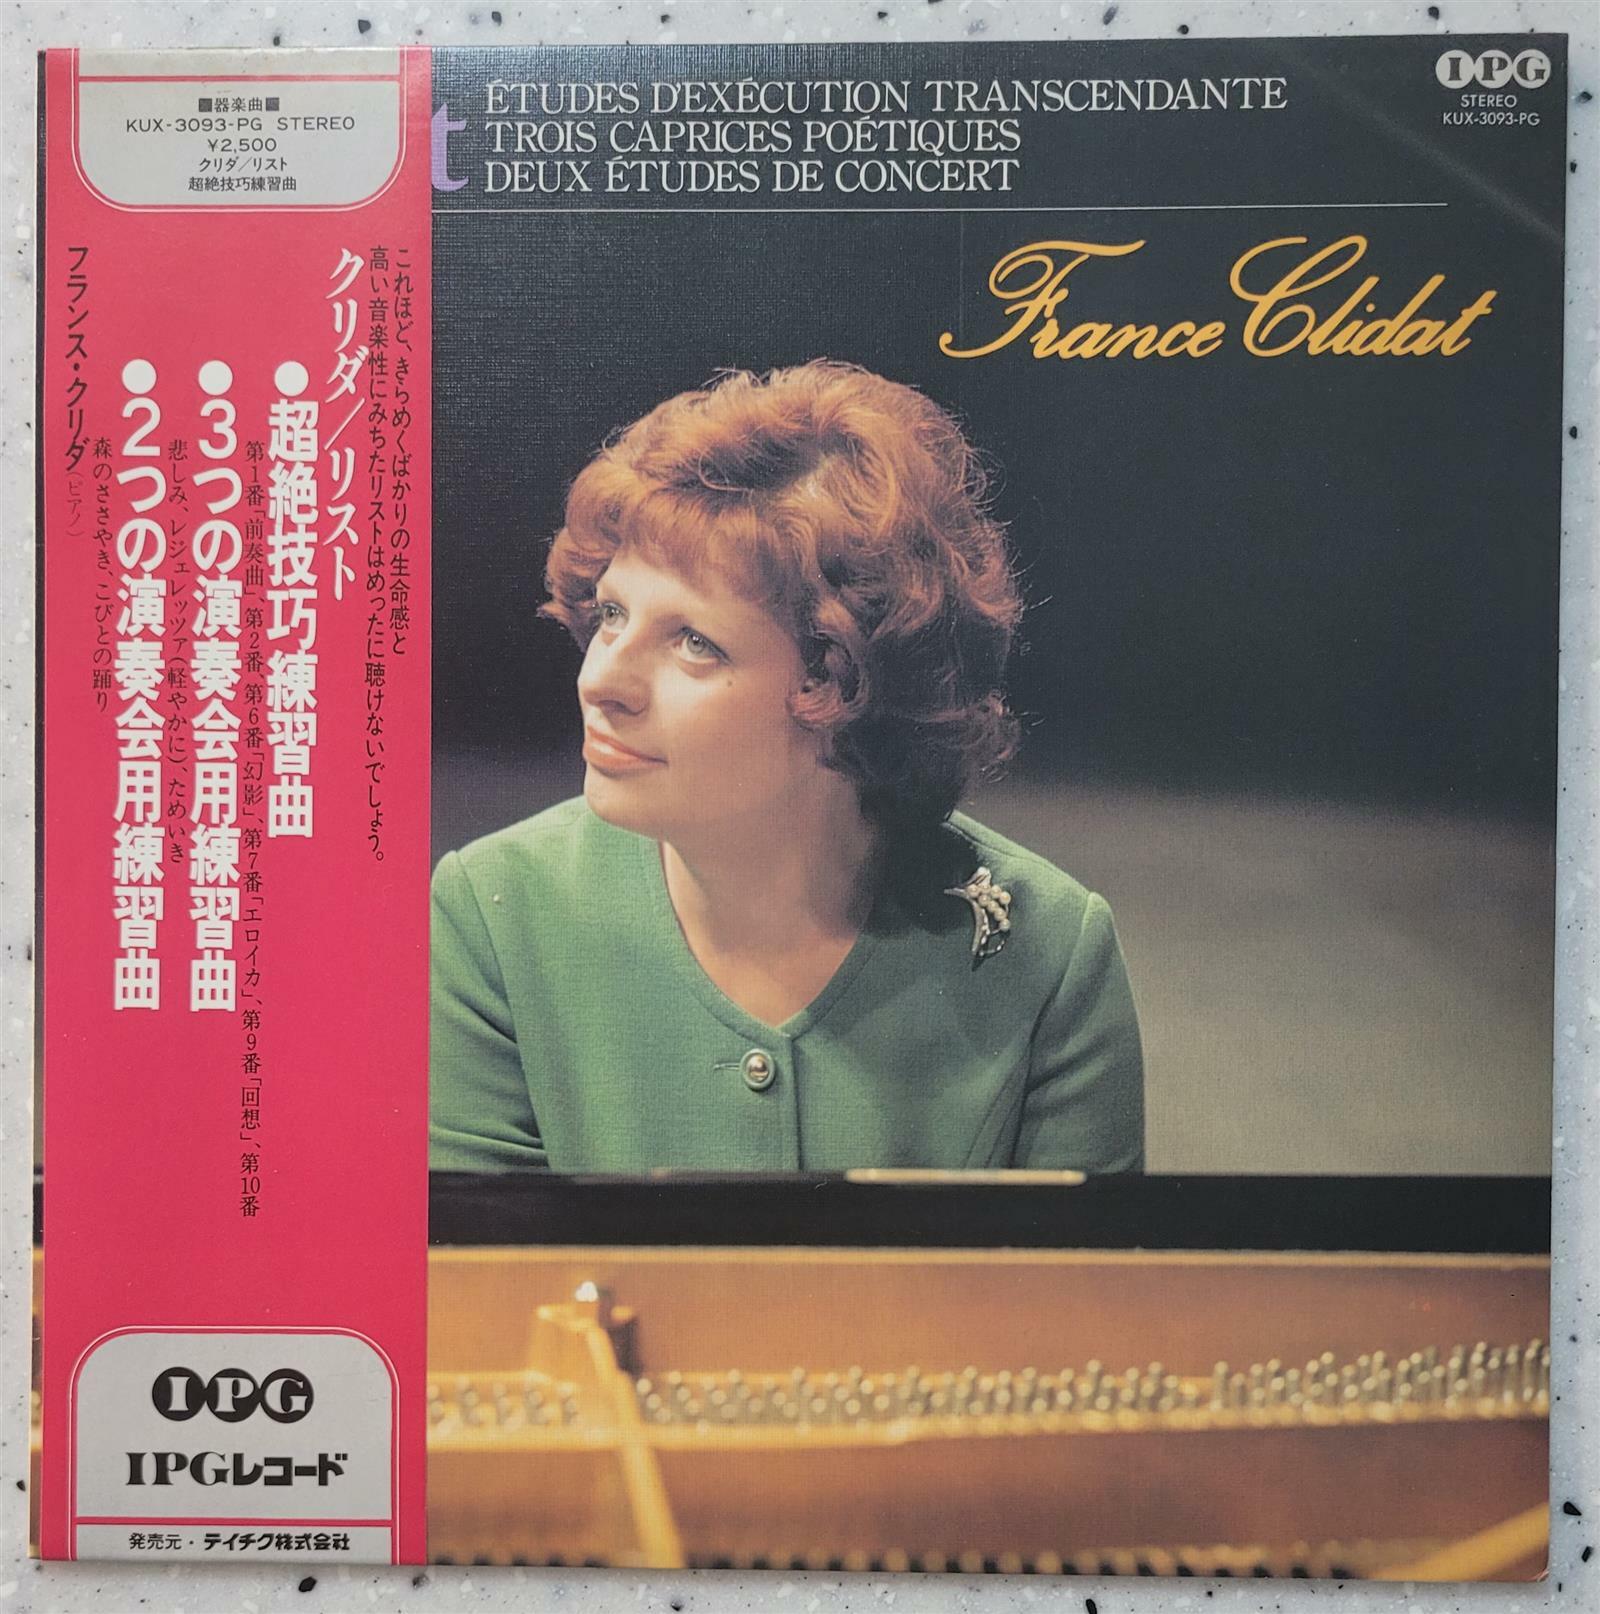 ■器楽曲■
KUX-3093-PG STEREO
¥2,500
クリダ/リスト
超絶技巧練習曲
これほど、きらめくばかりの生命感と
高い音楽性にみちたリストはめったに聴けないでしょう。
クリダ/リスト
●超絶技巧練習曲
第1番「前奏曲」、第2番、第6番「幻影」、第7番「エロイカ」、第9番「回想」、第10番
●3つの演奏会用練習曲
悲しみ、レジェレッツァ(軽やかに)、ためいき
●2つの演奏会用練習曲
森のささやき、こびとの踊り
フランス・クリダ(ピアノ)
IPG
IPGレコード
発売元・テイチク株式会社
t
ÉTUDES D'EXÉCUTION TRANSCENDANTE
TROIS CAPRICES POÉTIQUES
DEUX ÉTUDES DE CONCERT
IPG
STEREO
KUX-3093-PG
France Clidat